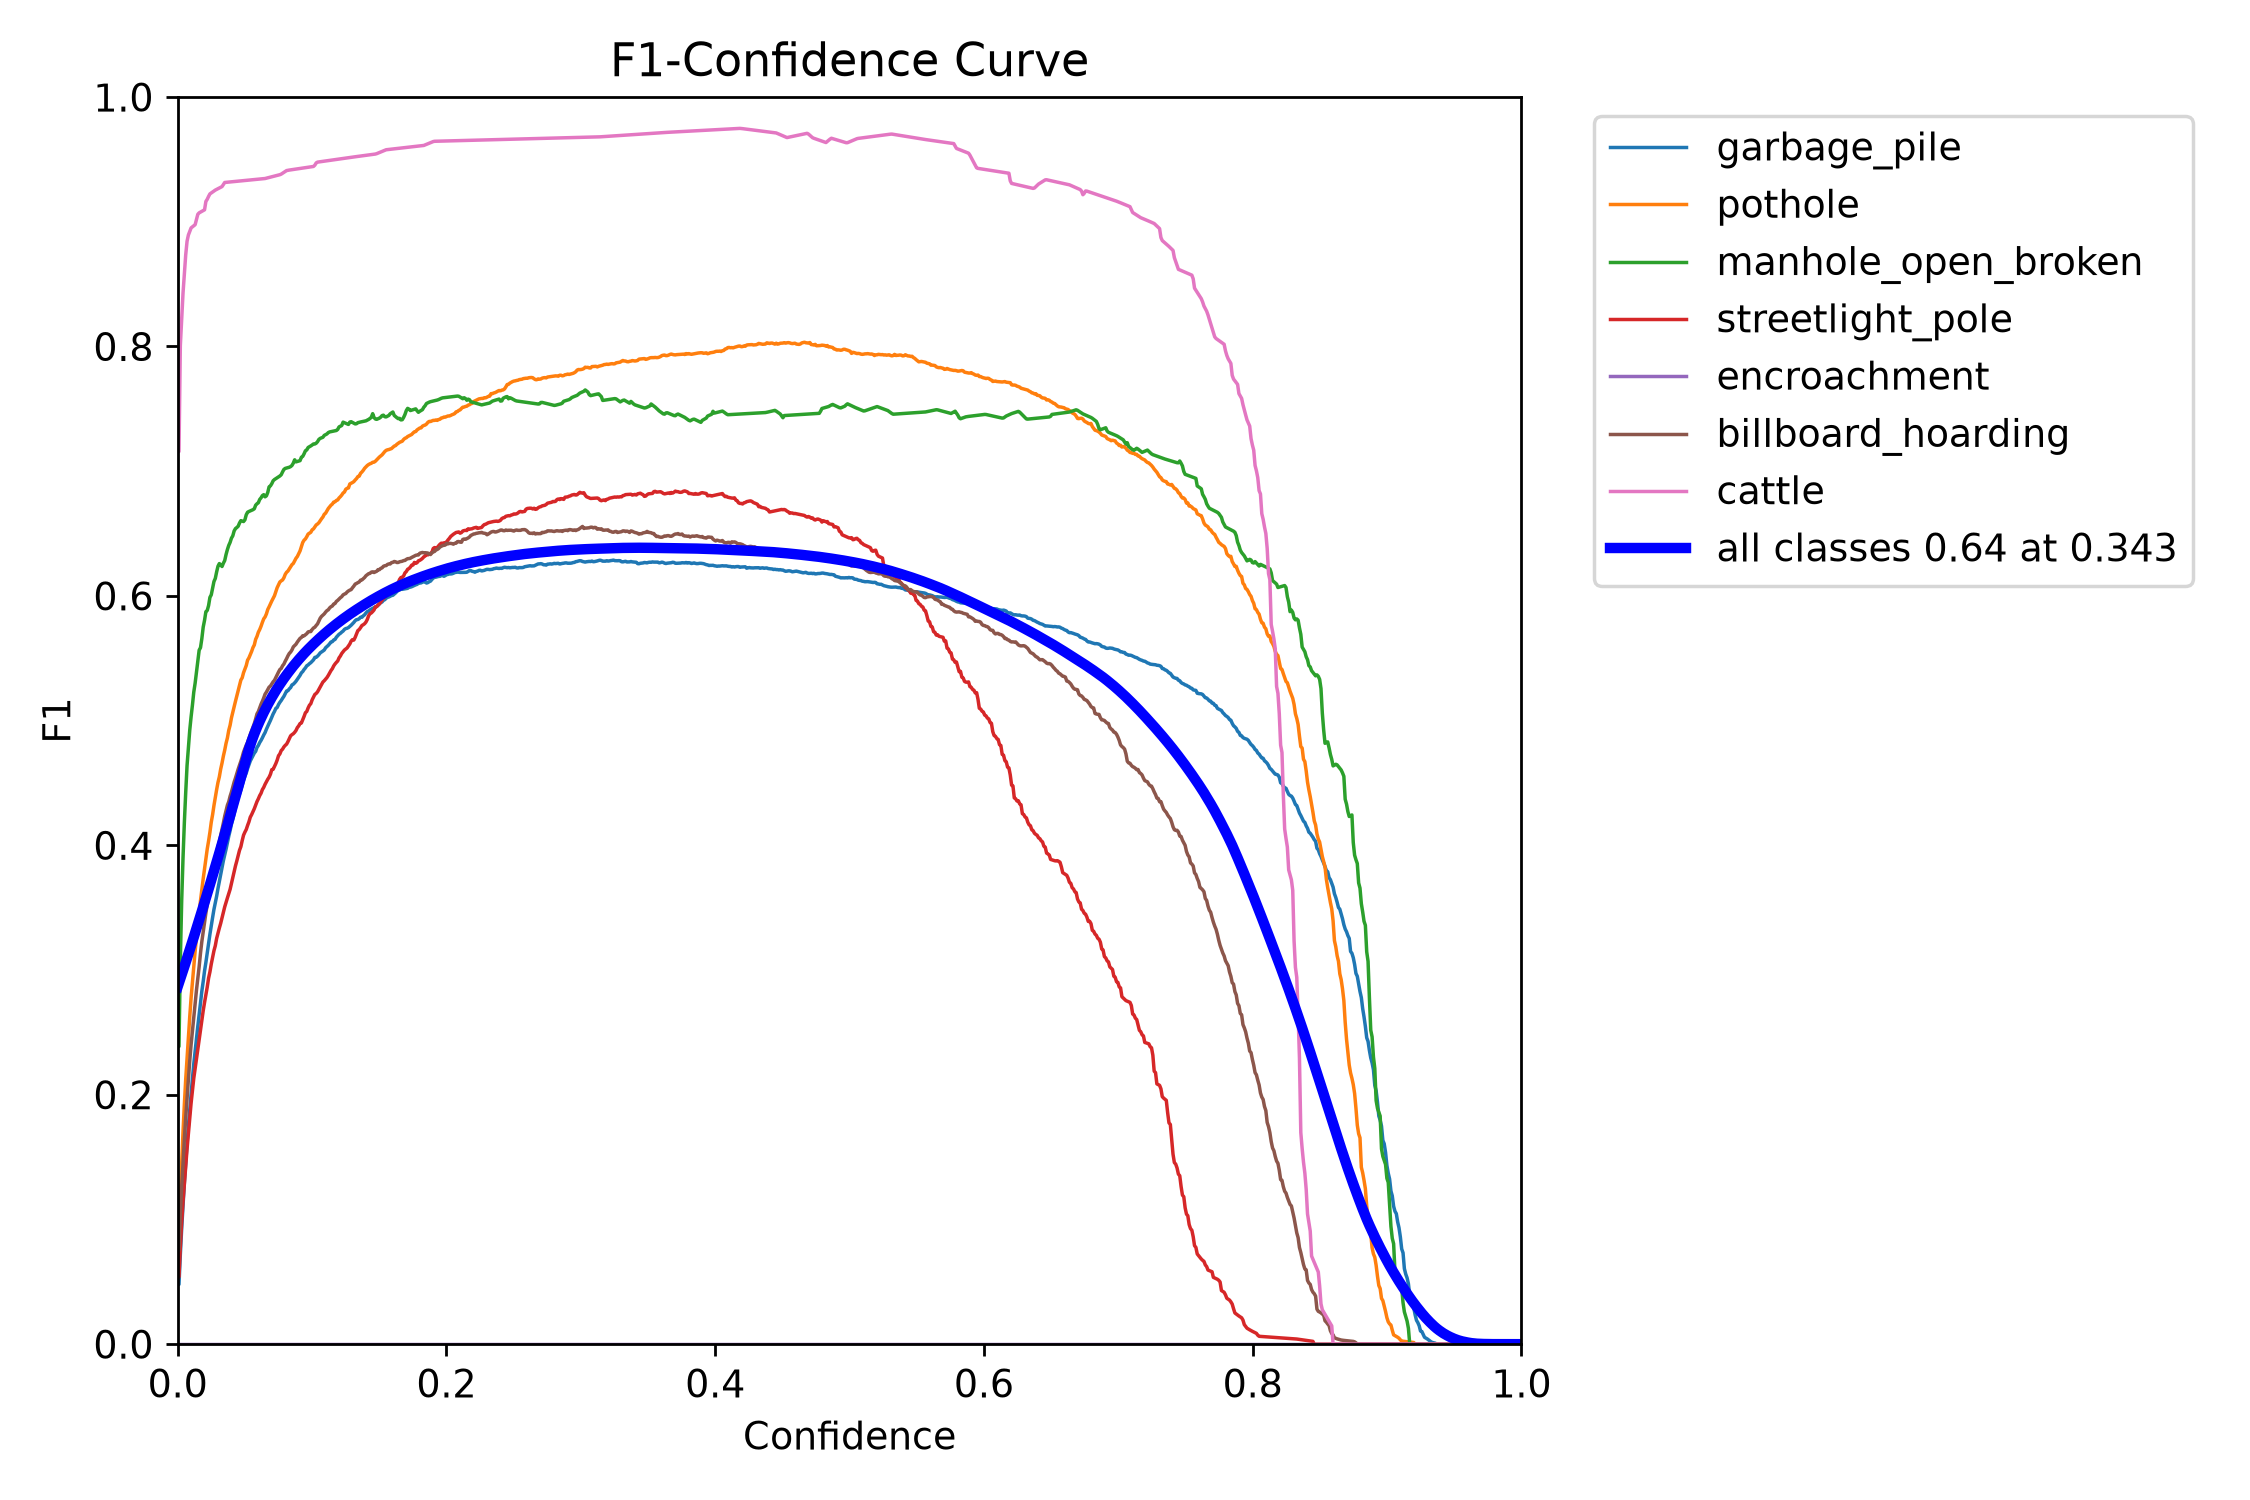 F1-Confidence Curve
1.0
0.8
0.6
0.4
0.2
0.0
F1
0.0 0.2 0.4 0.6 0.8 1.0
Confidence
garbage_pile
pothole
manhole_open_broken
streetlight_pole
encroachment
billboard_hoarding
cattle
all classes 0.64 at 0.343